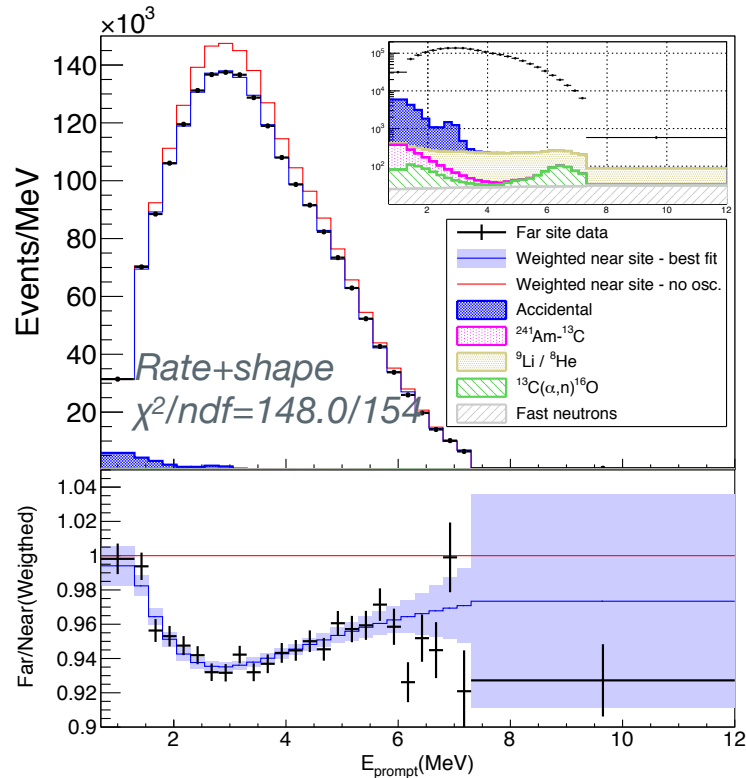 ×10³
140
120
100
80
60
40
20
Events/MeV
10⁵
10⁴
10³
10²
2 4 6 8 10 12
Far site data
Weighted near site - best fit
Weighted near site - no osc.
Accidental
²⁴¹Am-¹³C
⁹Li / ⁸He
¹³C(α,n)¹⁶O
Fast neutrons
Rate+shape
χ²/ndf=148.0/154
1.04
1.02
1
0.98
0.96
0.94
0.92
0.9
Far/Near(Weigthed)
2 4 6 8 10 12
E_prompt(MeV)